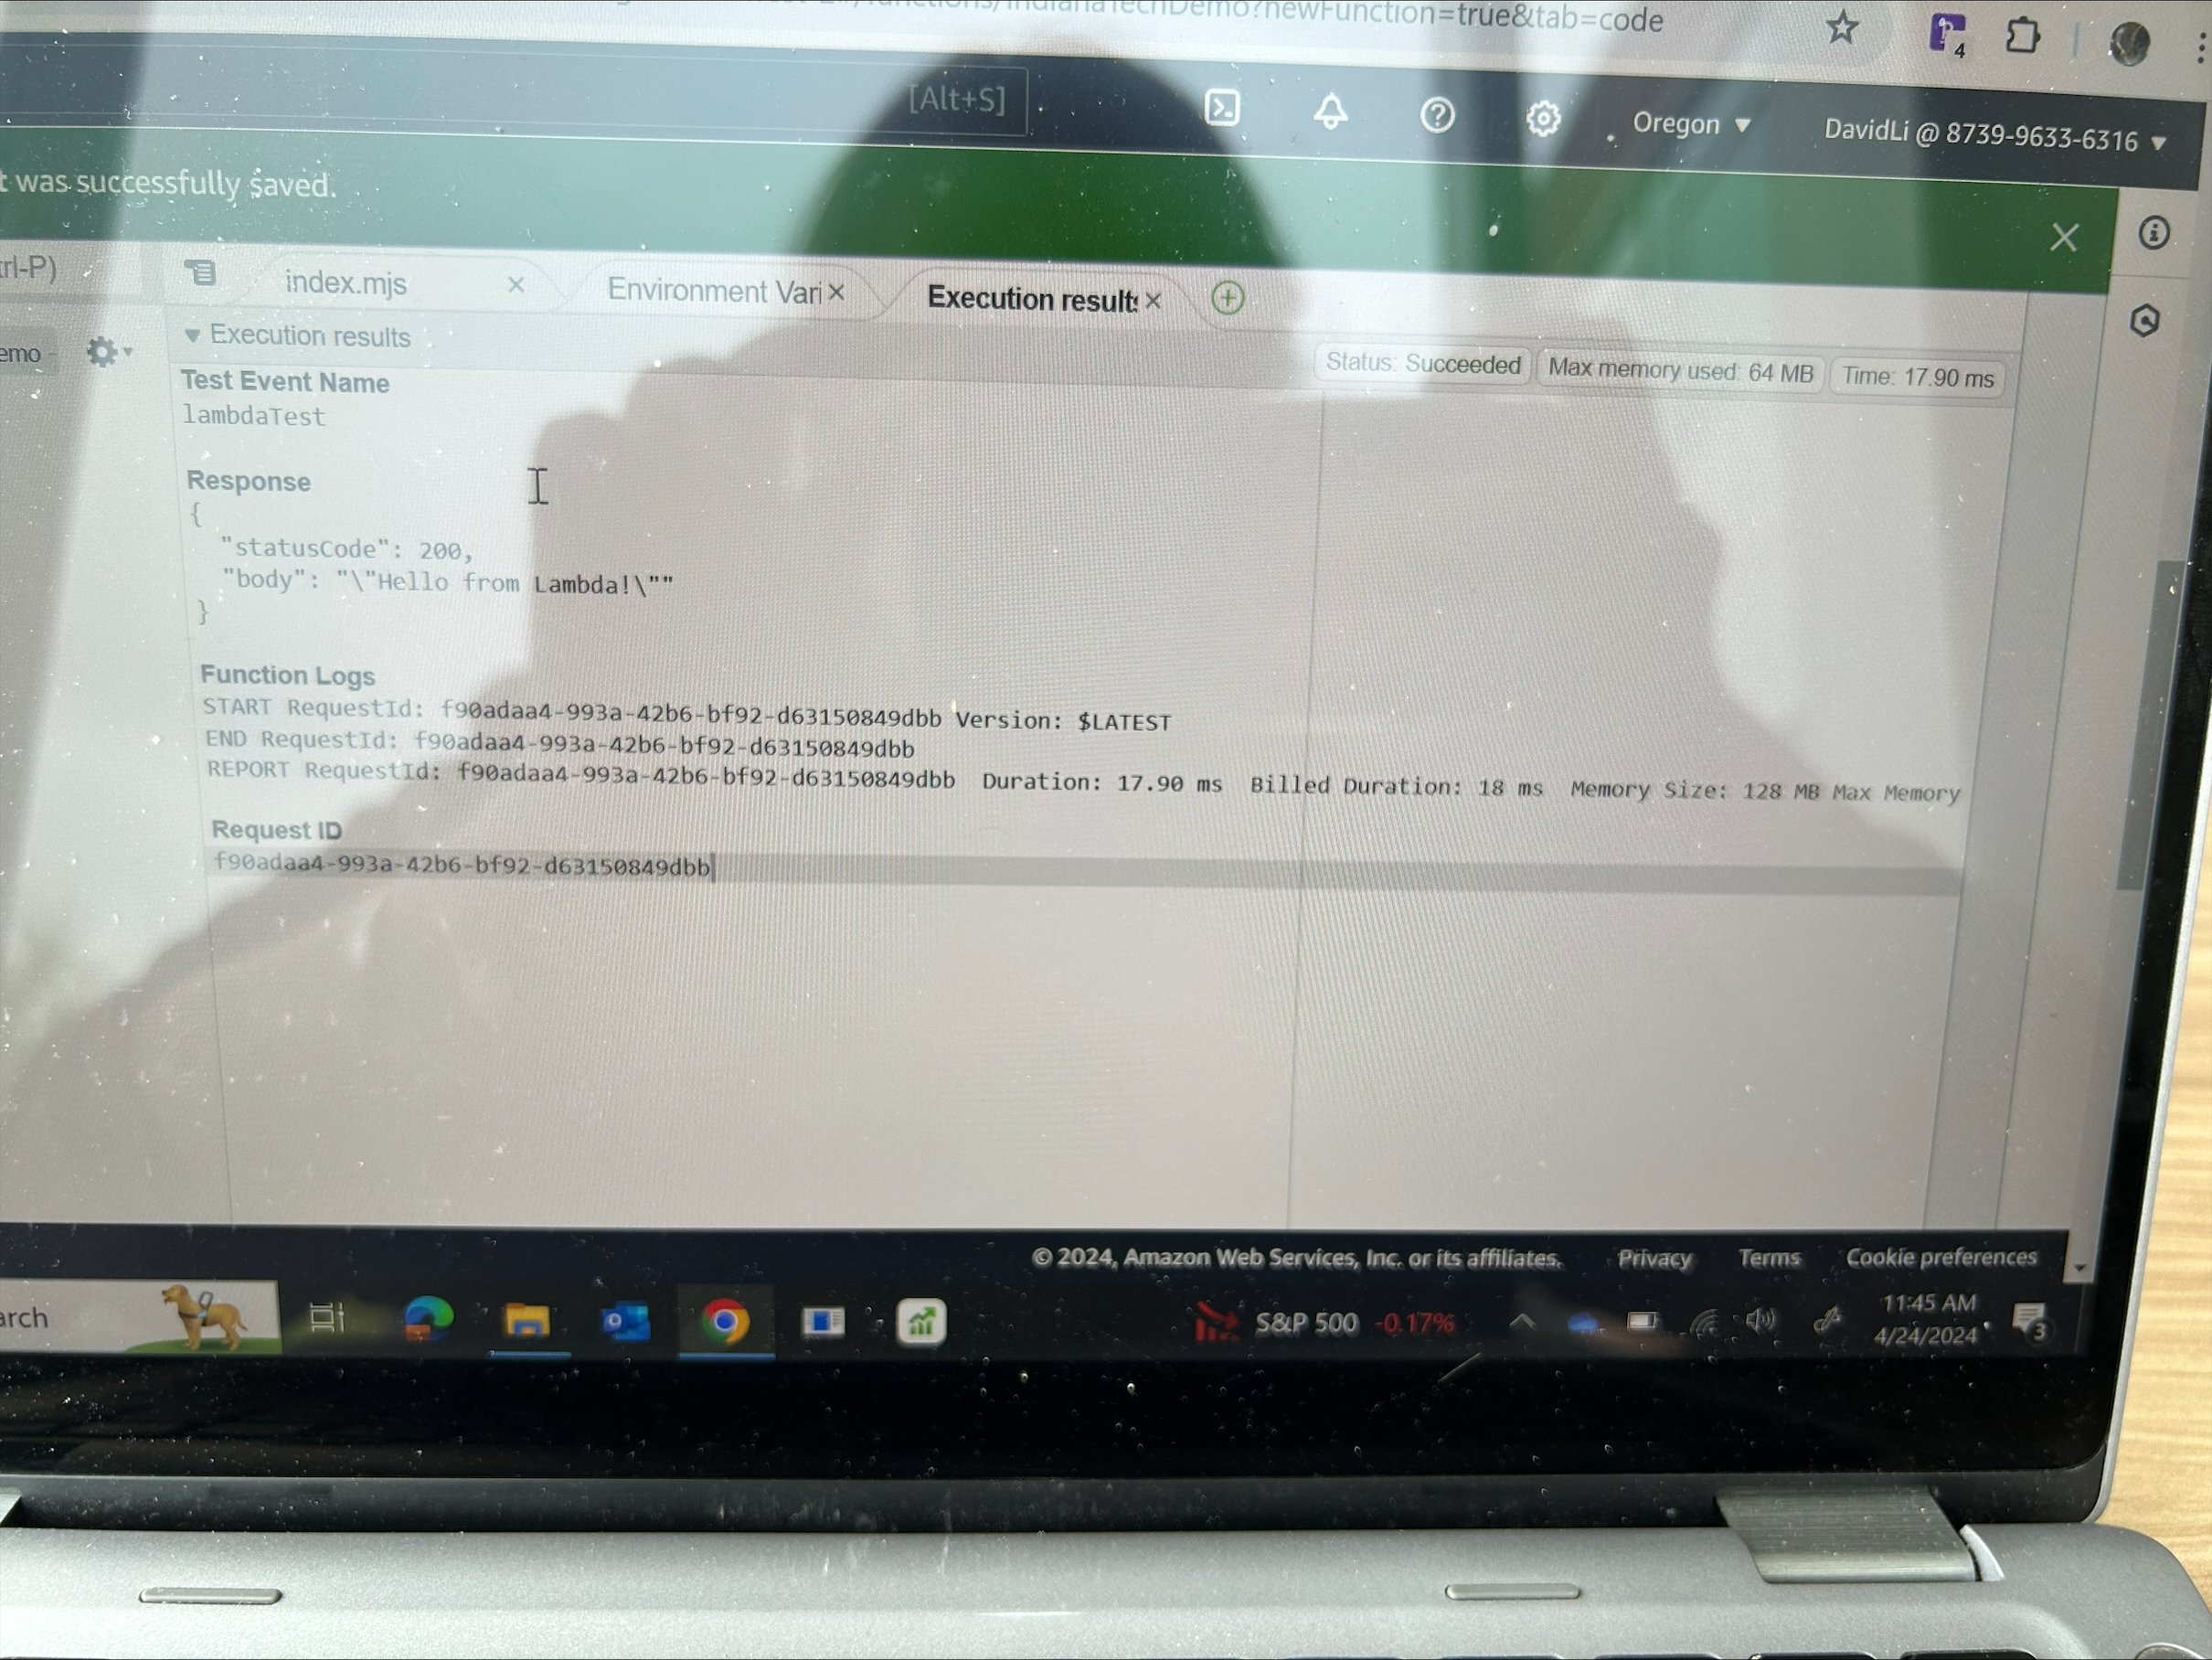 IndianaTechDemo?newFunction=true&tab=code
4
[Alt+S]
Oregon
DavidLi @ 8739-9633-6316
t was successfully saved.
trl-P)
index.mjs
Environment Vari
Execution result
emo
Execution results
Status: Succeeded
Max memory used: 64 MB
Time: 17.90 ms
Test Event Name
lambdaTest
Response
{
"statusCode": 200,
"body": "\"Hello from Lambda!\""
}
Function Logs
START RequestId: f90adaa4-993a-42b6-bf92-d63150849dbb Version: $LATEST
END RequestId: f90adaa4-993a-42b6-bf92-d63150849dbb
REPORT RequestId: f90adaa4-993a-42b6-bf92-d63150849dbb Duration: 17.90 ms Billed Duration: 18 ms Memory Size: 128 MB Max Memory
Request ID
f90adaa4-993a-42b6-bf92-d63150849dbb
© 2024, Amazon Web Services, Inc. or its affiliates. Privacy Terms Cookie preferences
arch
S&P 500 -0.17%
11:45 AM
4/24/2024
3